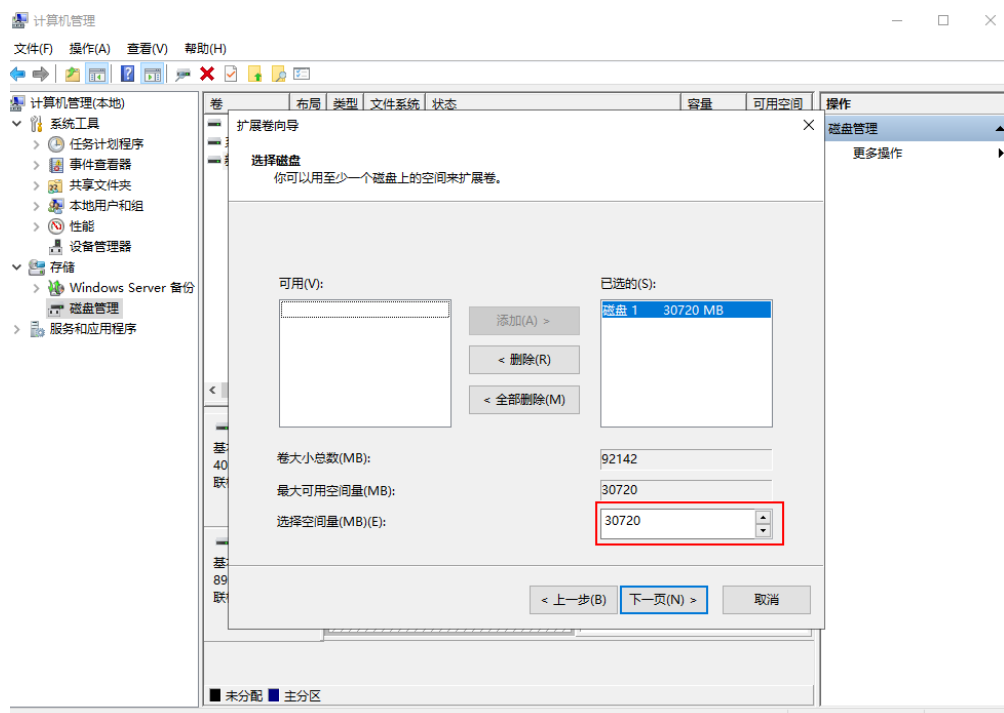 计算机管理
文件(F) 操作(A) 查看(V) 帮助(H)
计算机管理(本地)
系统工具
任务计划程序
事件查看器
共享文件夹
本地用户和组
性能
设备管理器
存储
Windows Server 备份
磁盘管理
服务和应用程序
卷 布局 类型 文件系统 状态 容量 可用空间
扩展卷向导
选择磁盘
你可以用至少一个磁盘上的空间来扩展卷。
可用(V):
已选的(S):
磁盘 1 30720 MB
添加(A) >
< 删除(R)
< 全部删除(M)
卷大小总数(MB): 92142
最大可用空间量(MB): 30720
选择空间量(MB)(E): 30720
< 上一步(B) 下一页(N) > 取消
基
40
联
基
89
联
未分配 主分区
操作
磁盘管理
更多操作